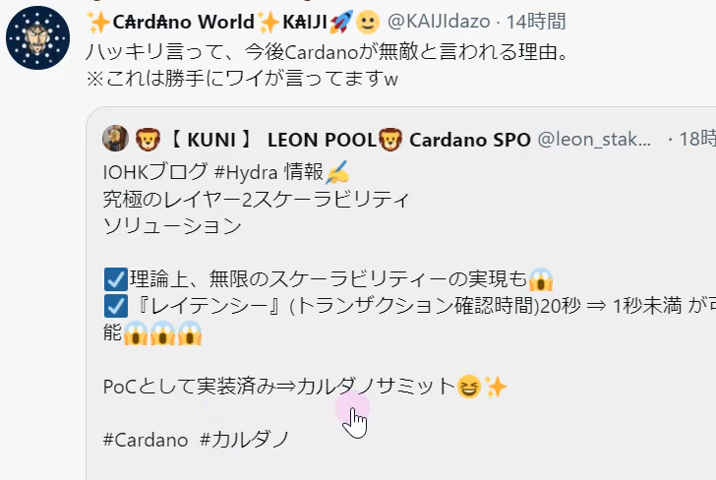 ✨C₳rd₳no World✨K₳IJI🚀🙂 @KAIJIdazo · 14時間
ハッキリ言って、今後Cardanoが無敵と言われる理由。
※これは勝手にワイが言ってますw
🦁【 KUNI 】 LEON POOL🦁 Cardano SPO @leon_stak... · 18時
IOHKブログ #Hydra 情報✍
究極のレイヤー2スケーラビリティ
ソリューション
☑理論上、無限のスケーラビリティーの実現も😱
☑『レイテンシー』(トランザクション確認時間)20秒 ⇒ 1秒未満 が可
能😱😱😱
PoCとして実装済み⇒カルダノサミット😆✨
#Cardano #カルダノ